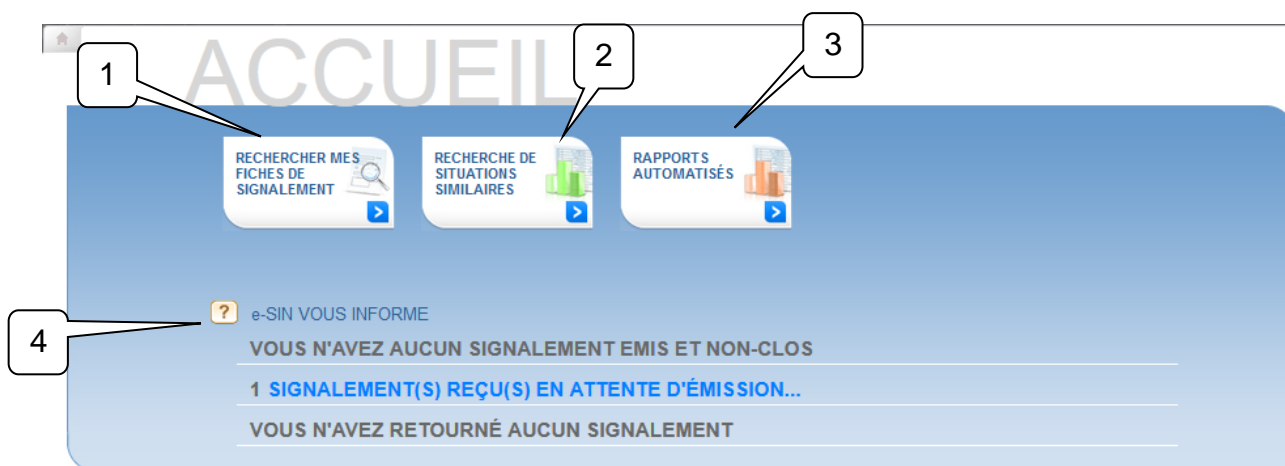 ACCUEIL
1
2
3
RECHERCHER MES
FICHES DE
SIGNALEMENT
RECHERCHE DE
SITUATIONS
SIMILAIRES
RAPPORTS
AUTOMATISÉS
4
? e-SIN VOUS INFORME
VOUS N'AVEZ AUCUN SIGNALEMENT EMIS ET NON-CLOS
1 SIGNALEMENT(S) REÇU(S) EN ATTENTE D'ÉMISSION...
VOUS N'AVEZ RETOURNÉ AUCUN SIGNALEMENT